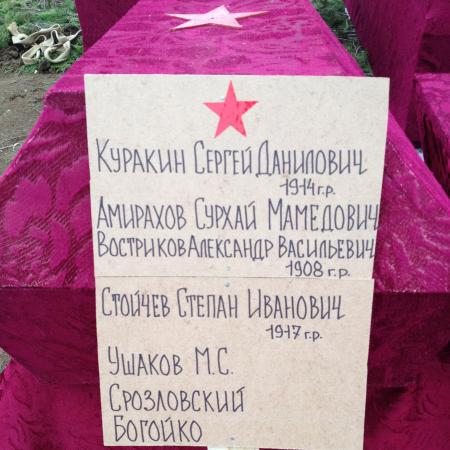 Куракин Сергей Данилович
1914 г.р.
Амирахов Сурхай Мамедович
Востриков Александр Васильевич
1908 г.р.
Стойчев Степан Иванович
1917 г.р.
Ушаков М.С.
Срозловский
Богойко